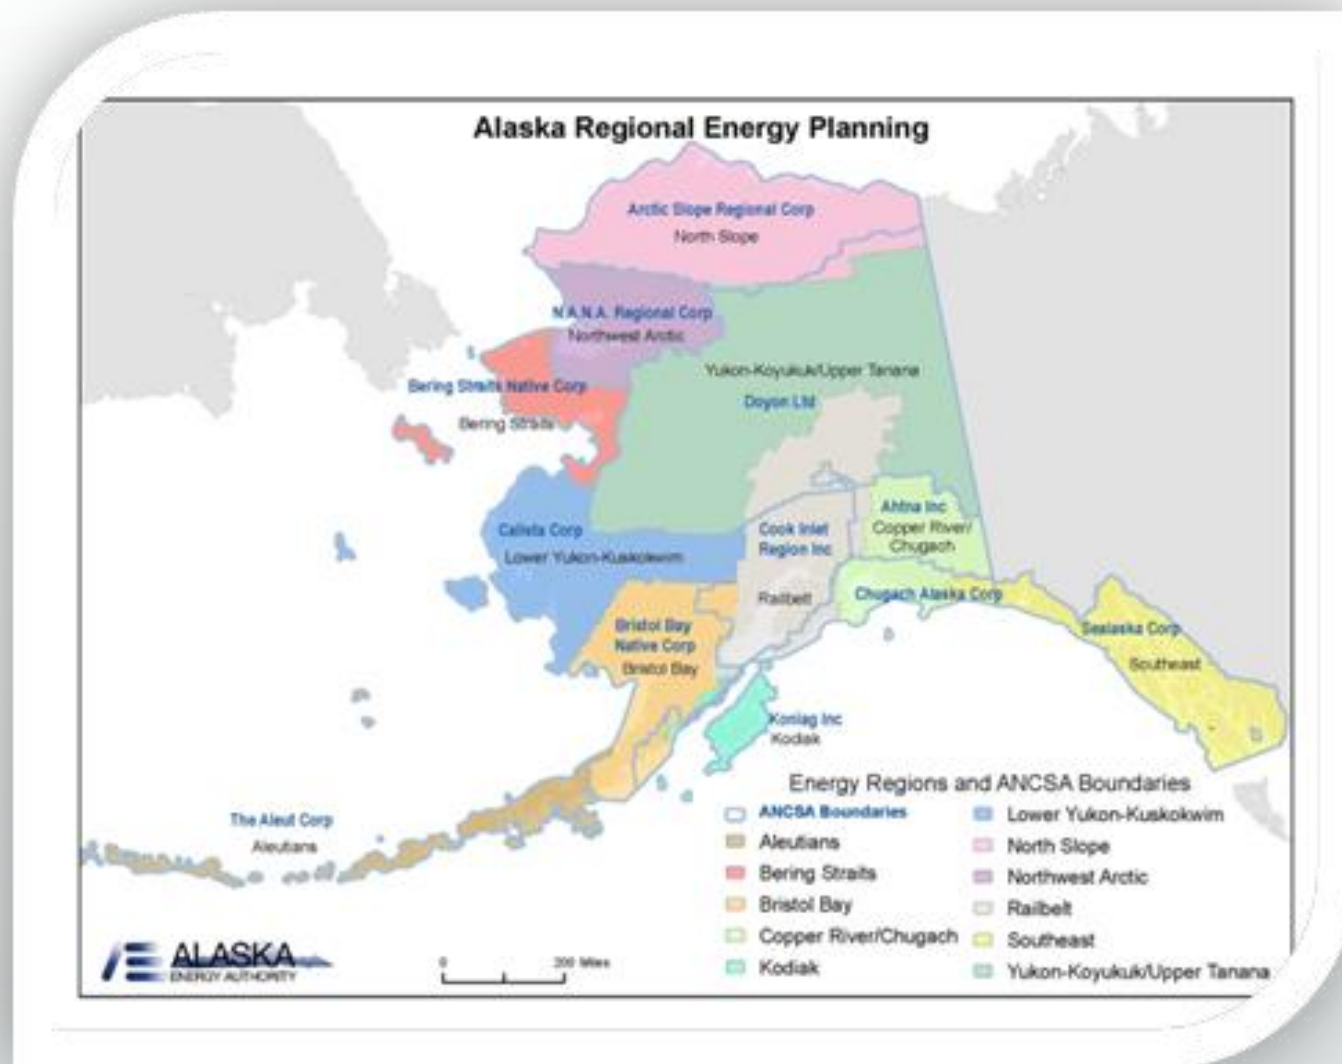 Alaska Regional Energy Planning
Arctic Slope Regional Corp
North Slope
N.A.N.A. Regional Corp
Northwest Arctic
Yukon-Koyukuk/Upper Tanana
Bering Straits Native Corp
Doyon Ltd
Bering Straits
Ahtna Inc
Calista Corp
Cook Inlet
Region Inc
Copper River/
Chugach
Lower Yukon-Kuskokwim
Chugach Alaska Corp
Railbelt
Bristol Bay
Native Corp
Bristol Bay
Sealaska Corp
Southeast
Koniag Inc
Kodiak
The Aleut Corp
Aleutians
Energy Regions and ANCSA Boundaries
ANCSA Boundaries
Aleutians
Bering Straits
Bristol Bay
Copper River/Chugach
Kodiak
Lower Yukon-Kuskokwim
North Slope
Northwest Arctic
Railbelt
Southeast
Yukon-Koyukuk/Upper Tanana
ALASKA
ENERGY AUTHORITY
0 200 Miles